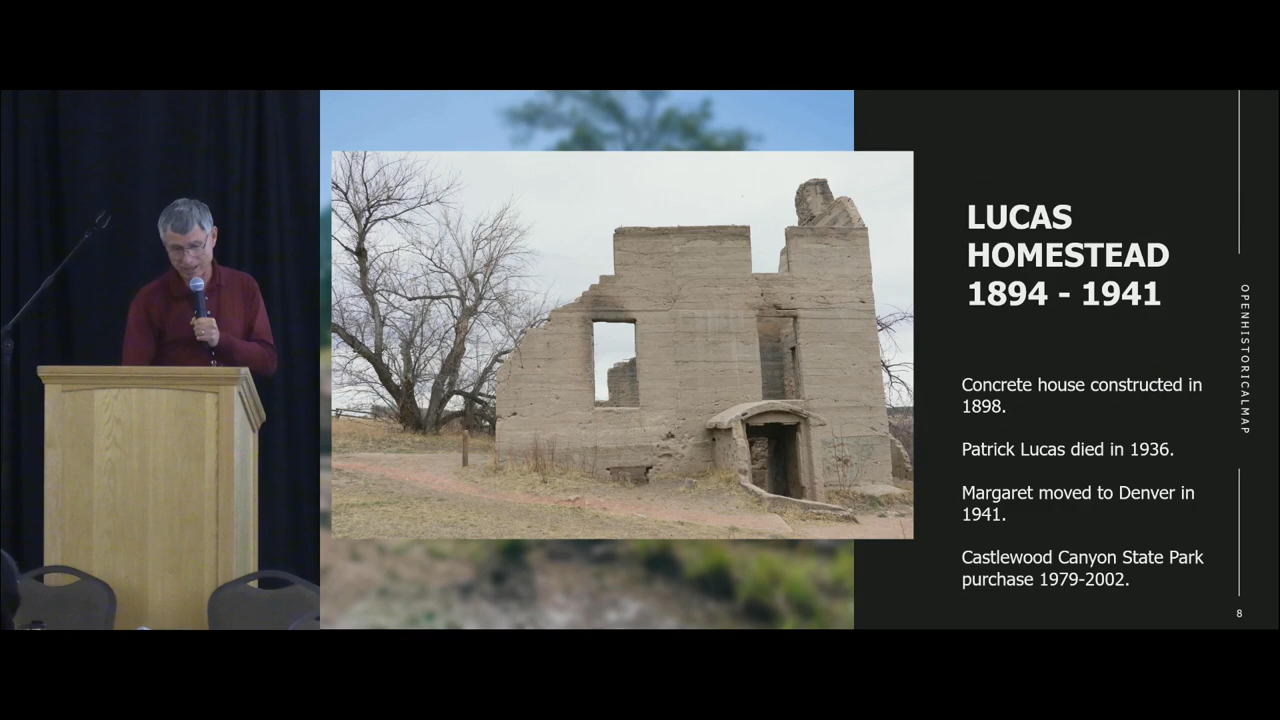 LUCAS
HOMESTEAD
1894 - 1941
Concrete house constructed in
1898.
Patrick Lucas died in 1936.
Margaret moved to Denver in
1941.
Castlewood Canyon State Park
purchase 1979-2002.
OPENHISTORICALMAP
8